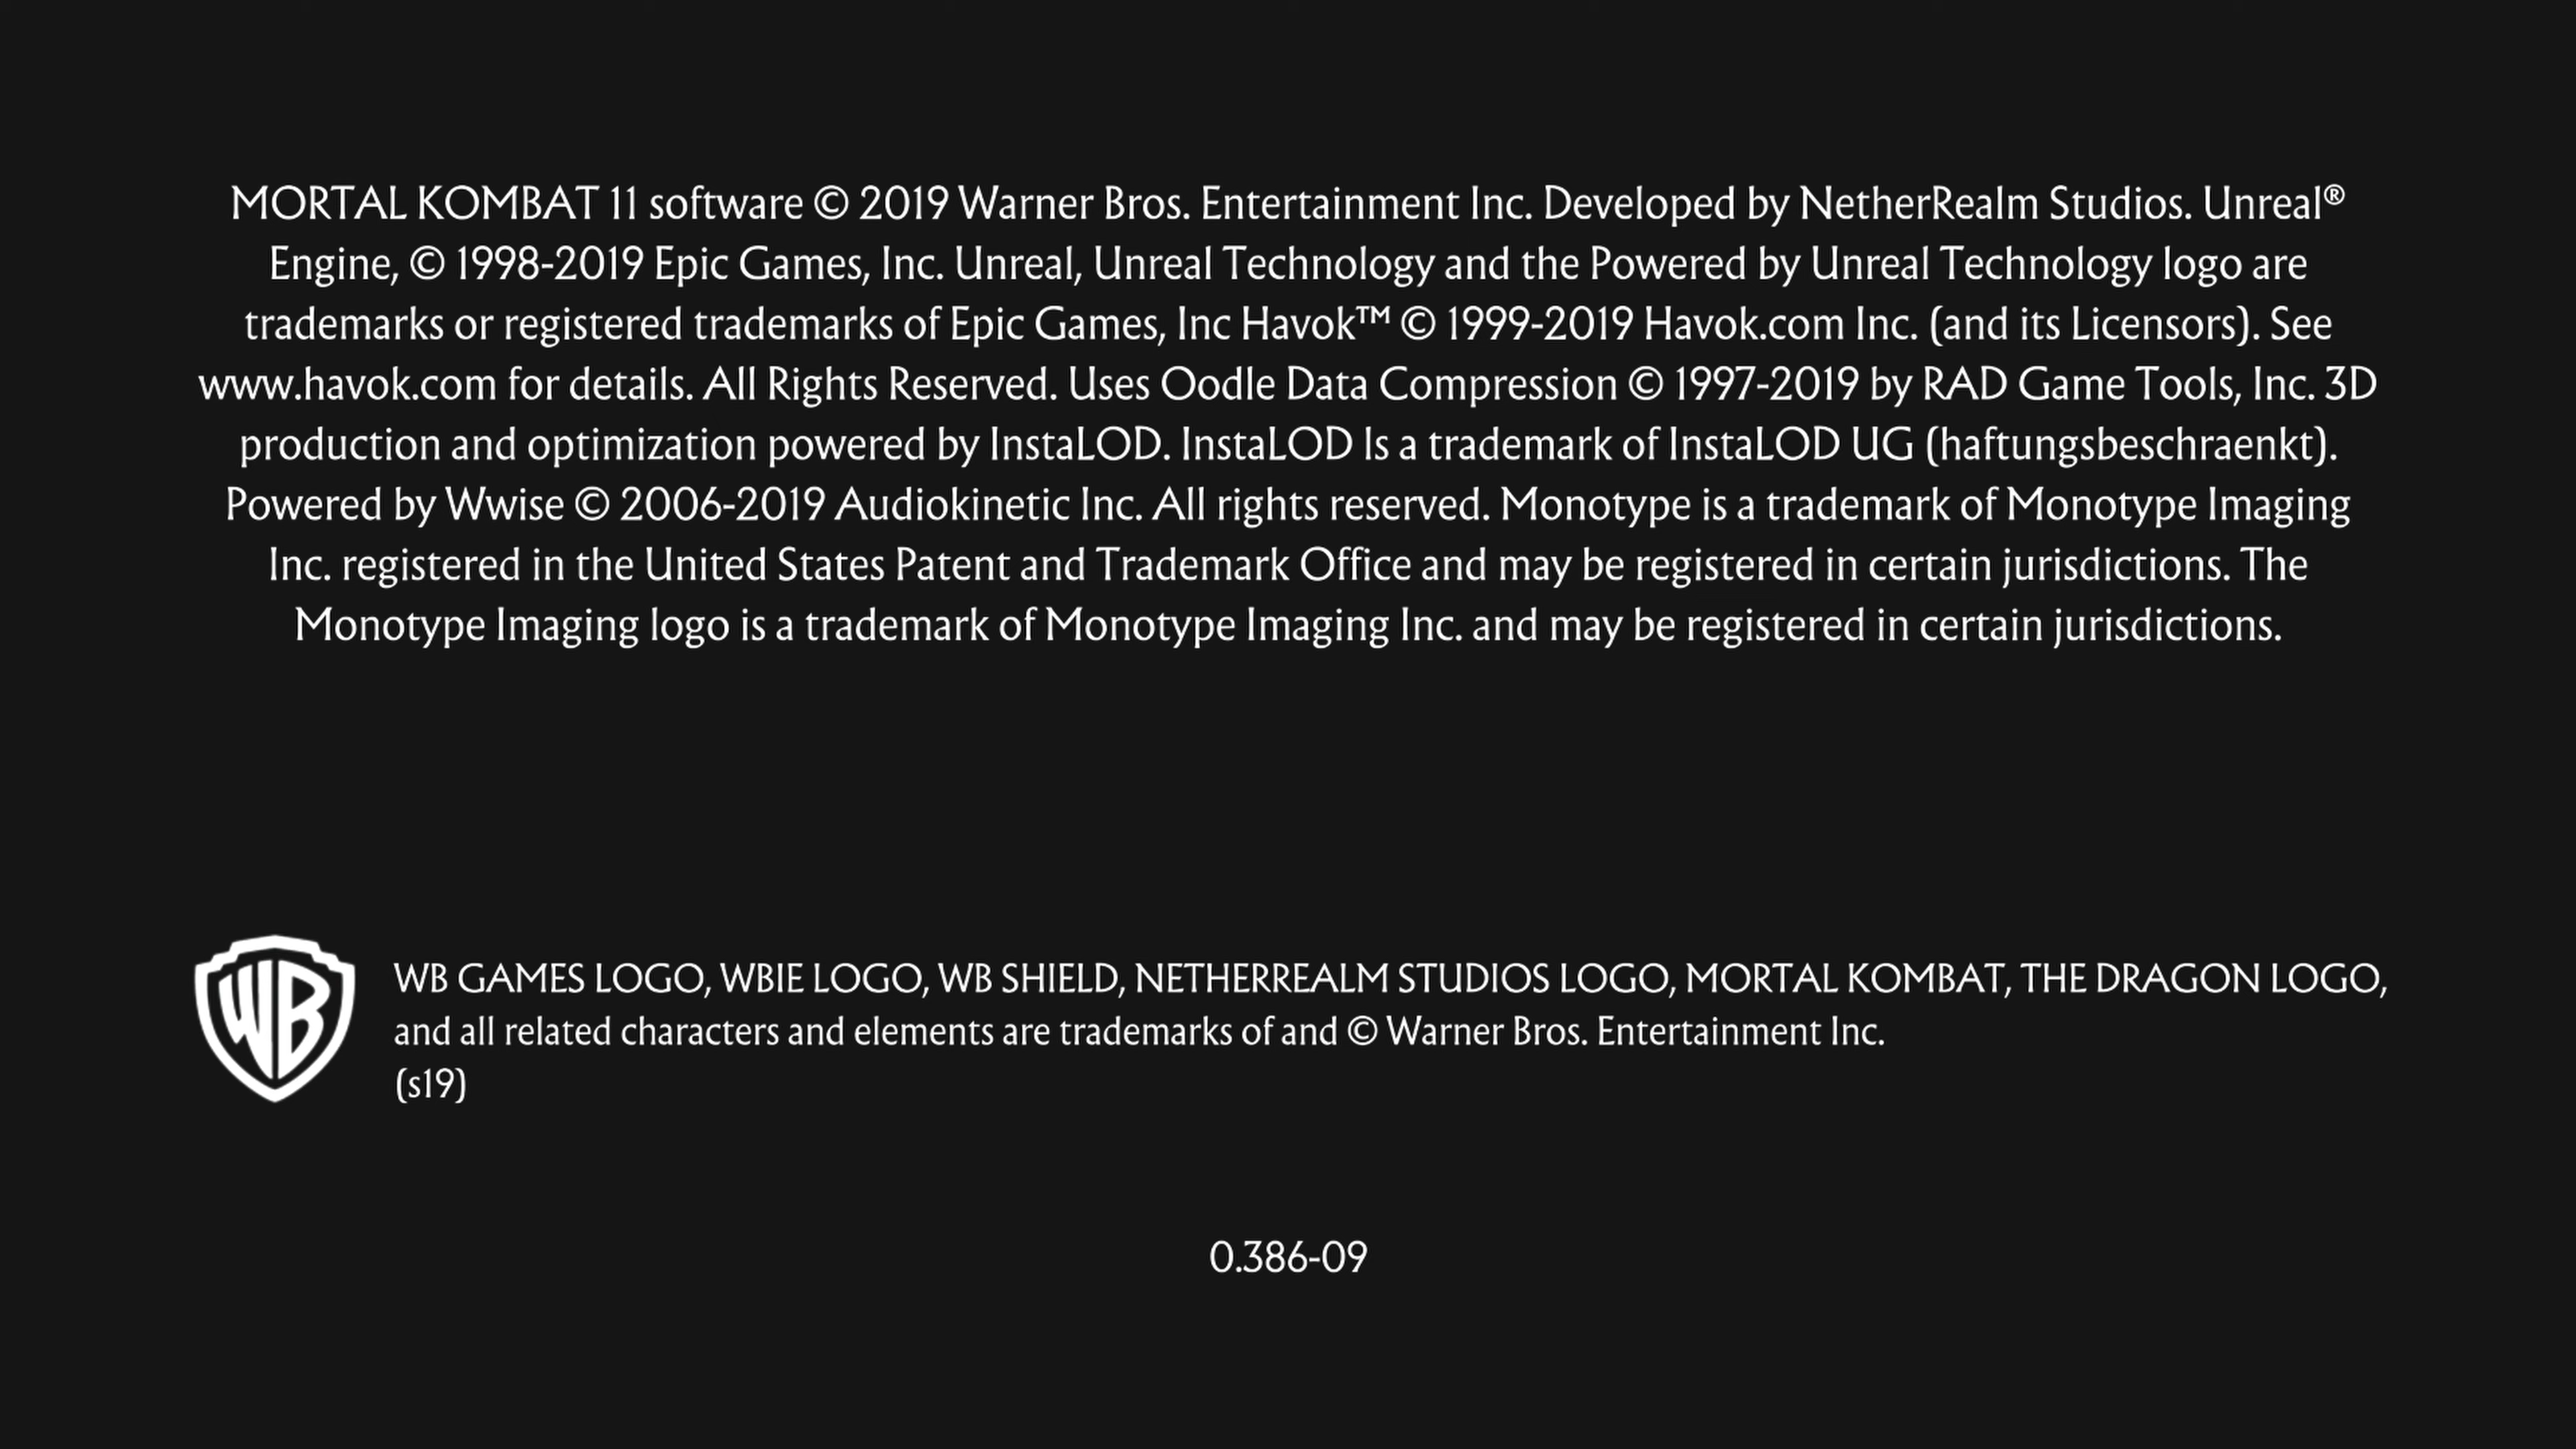 MORTAL KOMBAT 11 software © 2019 Warner Bros. Entertainment Inc. Developed by NetherRealm Studios. Unreal®
Engine, © 1998-2019 Epic Games, Inc. Unreal, Unreal Technology and the Powered by Unreal Technology logo are
trademarks or registered trademarks of Epic Games, Inc Havok™ © 1999-2019 Havok.com Inc. (and its Licensors). See
www.havok.com for details. All Rights Reserved. Uses Oodle Data Compression © 1997-2019 by RAD Game Tools, Inc. 3D
production and optimization powered by InstaLOD. InstaLOD Is a trademark of InstaLOD UG (haftungsbeschraenkt).
Powered by Wwise © 2006-2019 Audiokinetic Inc. All rights reserved. Monotype is a trademark of Monotype Imaging
Inc. registered in the United States Patent and Trademark Office and may be registered in certain jurisdictions. The
Monotype Imaging logo is a trademark of Monotype Imaging Inc. and may be registered in certain jurisdictions.
WB
WB GAMES LOGO, WBIE LOGO, WB SHIELD, NETHERREALM STUDIOS LOGO, MORTAL KOMBAT, THE DRAGON LOGO,
and all related characters and elements are trademarks of and © Warner Bros. Entertainment Inc.
(s19)
0.386-09